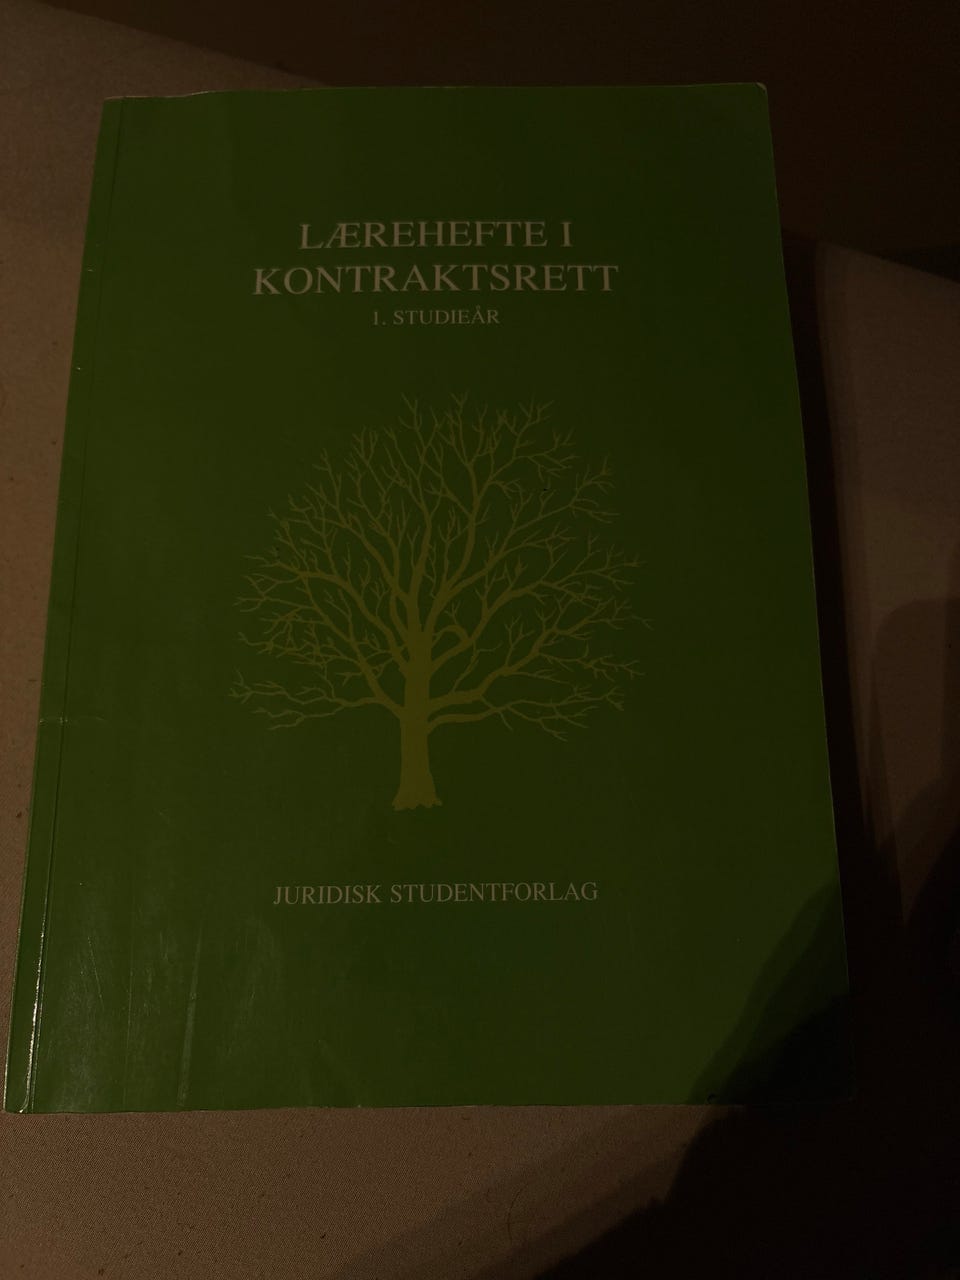 LÆREHEFTE I
KONTRAKTSRETT
1. STUDIEÅR
JURIDISK STUDENTFORLAG